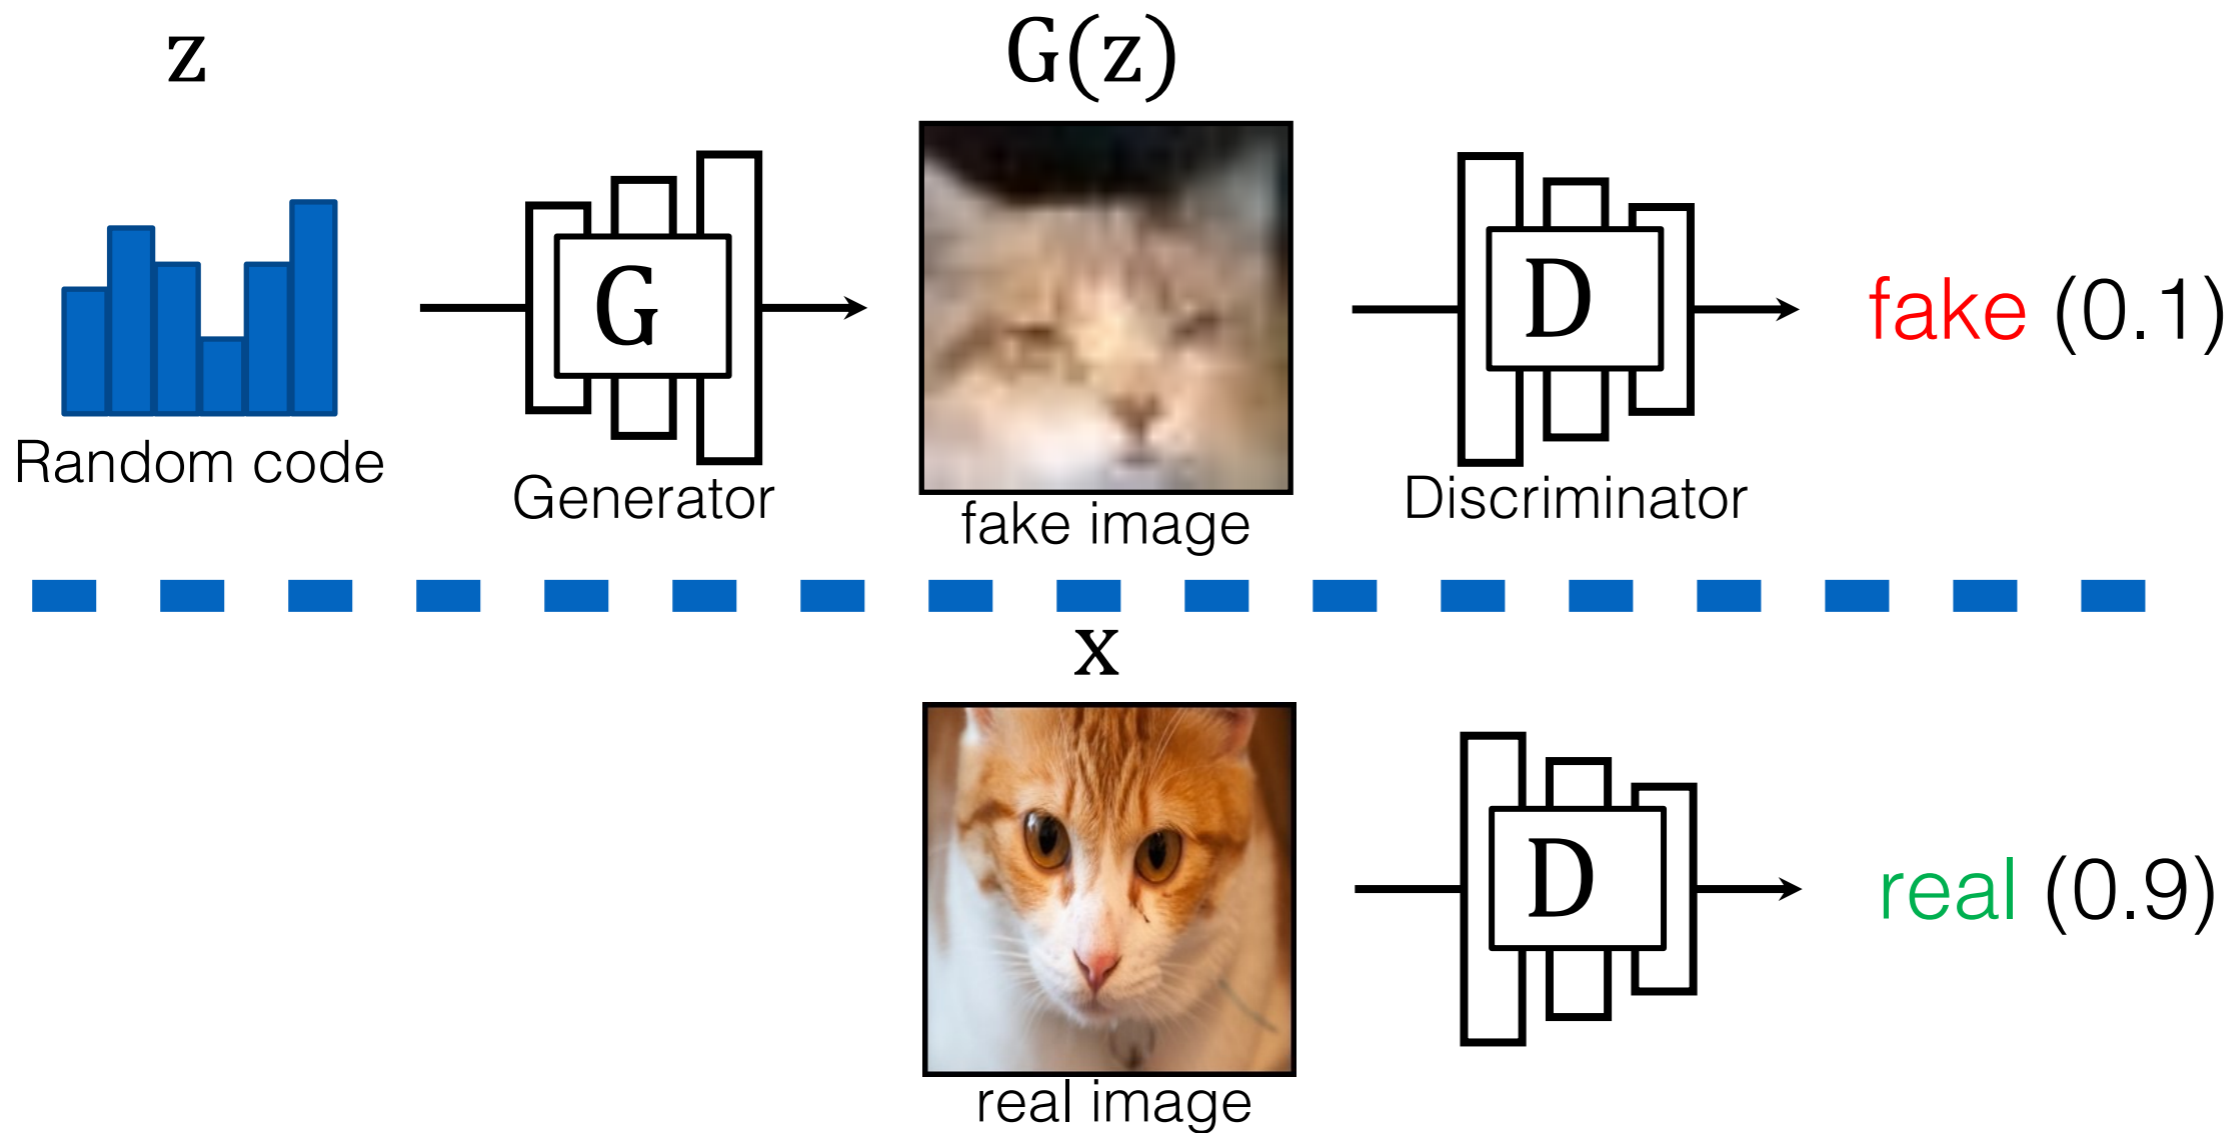 z
G(z)
G
D
fake (0.1)
Random code
Generator
fake image
Discriminator
x
D
real (0.9)
real image